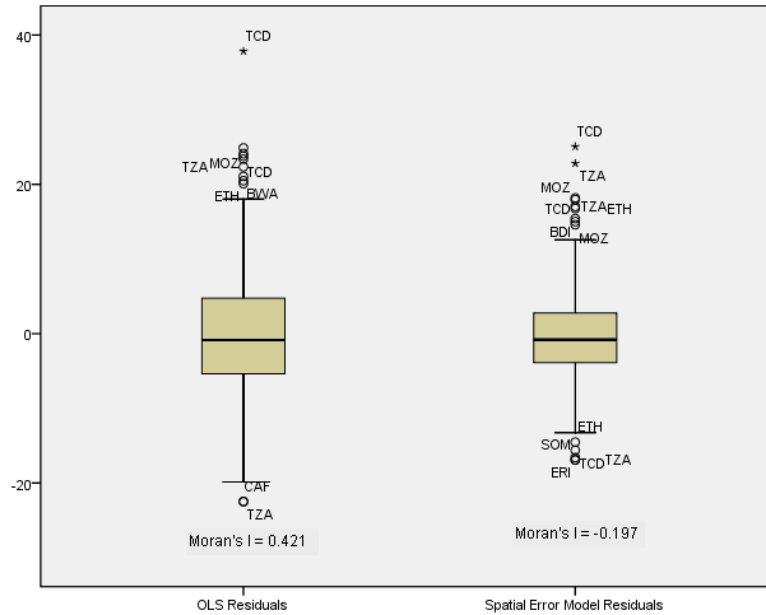 40
TCD
*
TCD
*
TZA MOZ TCD
TZA
20
ETH BWA
MOZ
TCD TZA ETH
BDI MOZ
0
ETH
SOM
TCD TZA
-20
CAF
ERI
TZA
Moran's I = 0.421
Moran's I = -0.197
OLS Residuals
Spatial Error Model Residuals